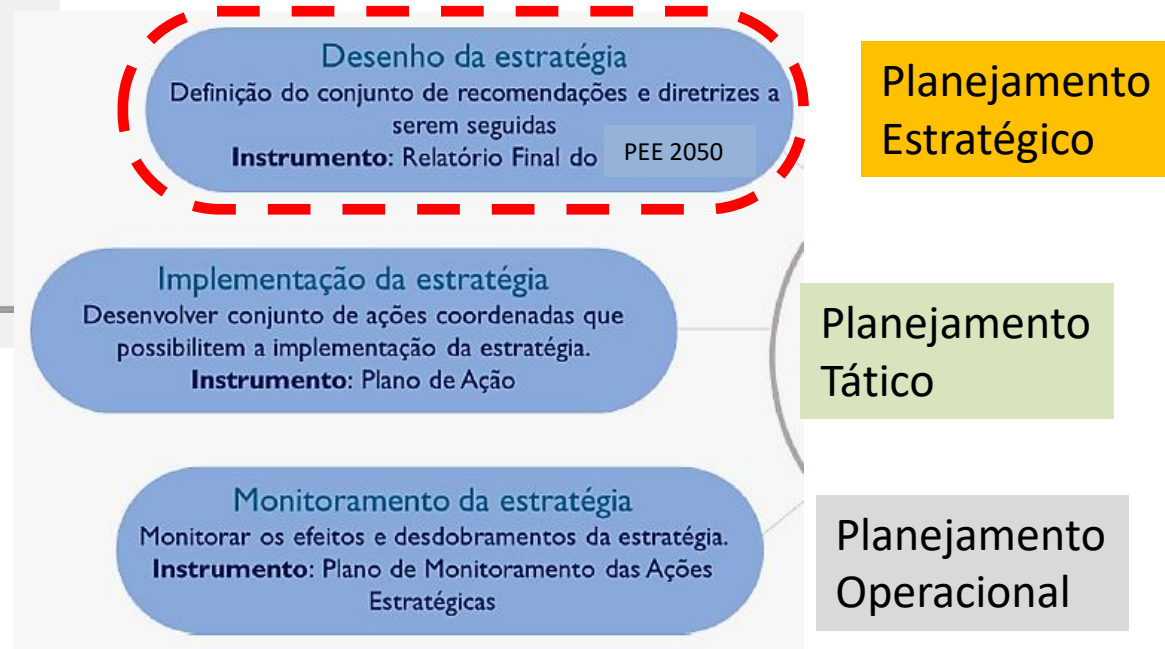 Desenho da estratégia
Definição do conjunto de recomendações e diretrizes a
serem seguidas
Instrumento: Relatório Final do PEE 2050
Planejamento
Estratégico
Implementação da estratégia
Desenvolver conjunto de ações coordenadas que
possibilitem a implementação da estratégia.
Instrumento: Plano de Ação
Planejamento
Tático
Monitoramento da estratégia
Monitorar os efeitos e desdobramentos da estratégia.
Instrumento: Plano de Monitoramento das Ações
Estratégicas
Planejamento
Operacional